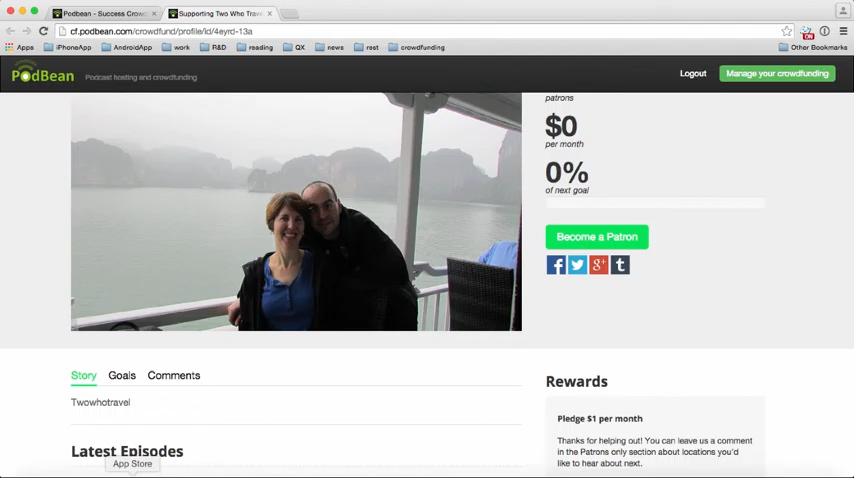 Podbean - Success Crowd
Supporting Two Who Trave
cf.podbean.com/crowdfund/profile/id/4eyrd-13a
Apps iPhoneApp AndroidApp work R&D reading QX news rest crowdfunding Other Bookmarks
PodBean Podcast hosting and crowdfunding Logout Manage your crowdfunding
patrons
$0
per month
0%
of next goal
Become a Patron
f g+ t
Story Goals Comments
Twowhotravel
Latest Episodes
App Store
Rewards
Pledge $1 per month
Thanks for helping out! You can leave us a comment
in the Patrons only section about locations you'd
like to hear about next.